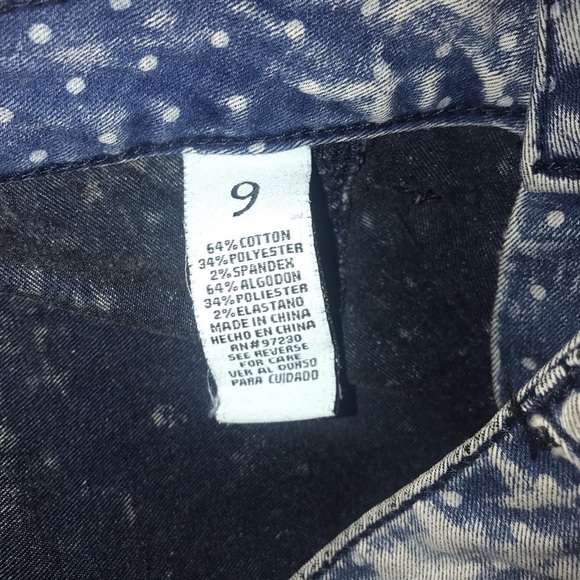 9
64% COTTON
34% POLYESTER
2% SPANDEX
64% ALGODON
34% POLIESTER
2% ELASTANO
MADE IN CHINA
HECHO EN CHINA
RN#97230
SEE REVERSE
FOR CARE
VER AL DURSO
PARA CUIDADO